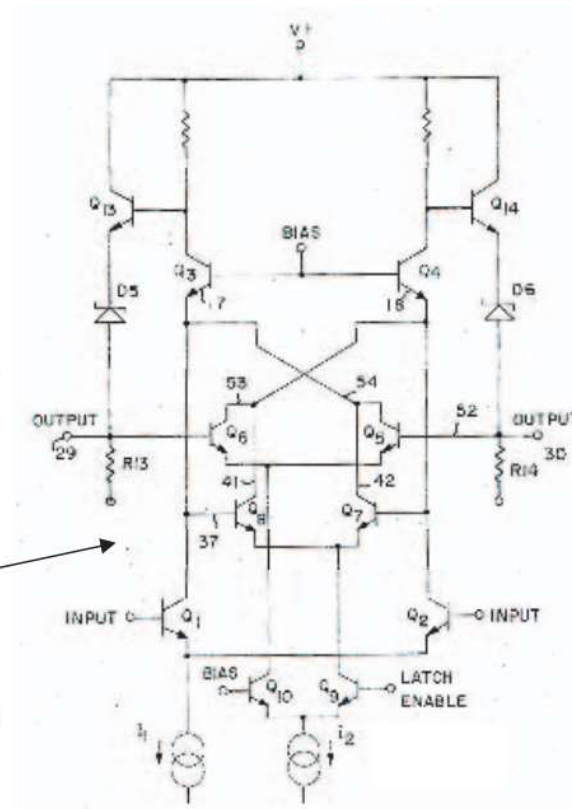 V+
Q13
Q14
BIAS
Q3
Q4
D5
17
18
D6
53
54
52
OUTPUT
OUTPUT
29
Q6
Q5
30
R13
R14
41
42
Q8
Q7
37
INPUT
Q1
Q2
INPUT
BIAS
Q10
Q9
LATCH
ENABLE
i1
i2